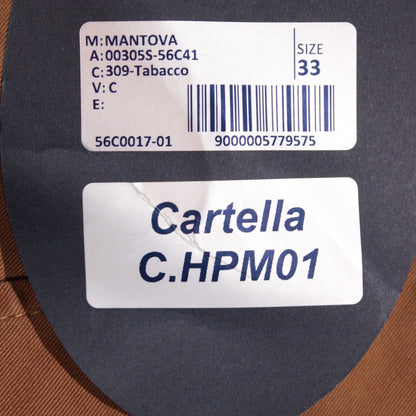 M: MANTOVA
A: 00305S-56C41
C: 309-Tabacco
V: C
E:
SIZE
33
56C0017-01
9000005779575
Cartella
C.HPM01